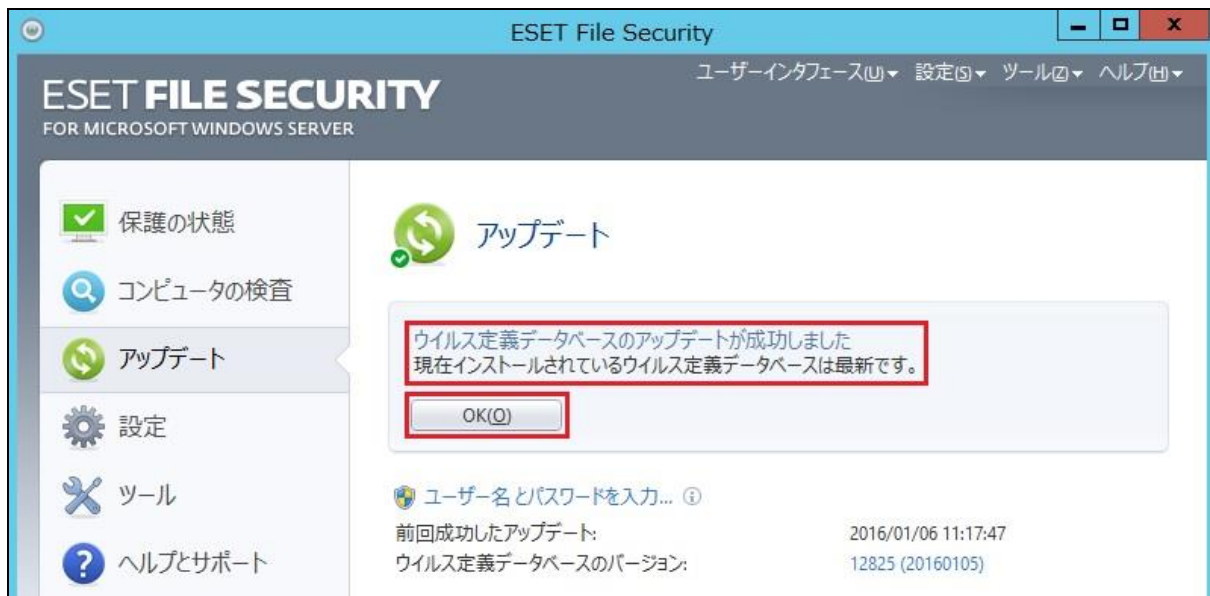 ESET File Security
ユーザーインタフェース(U) 設定(S) ツール(Z) ヘルプ(H)
ESET FILE SECURITY
FOR MICROSOFT WINDOWS SERVER
保護の状態
コンピュータの検査
アップデート
設定
ツール
ヘルプとサポート
アップデート
ウイルス定義データベースのアップデートが成功しました
現在インストールされているウイルス定義データベースは最新です。
OK(O)
ユーザー名とパスワードを入力...
前回成功したアップデート: 2016/01/06 11:17:47
ウイルス定義データベースのバージョン: 12825 (20160105)